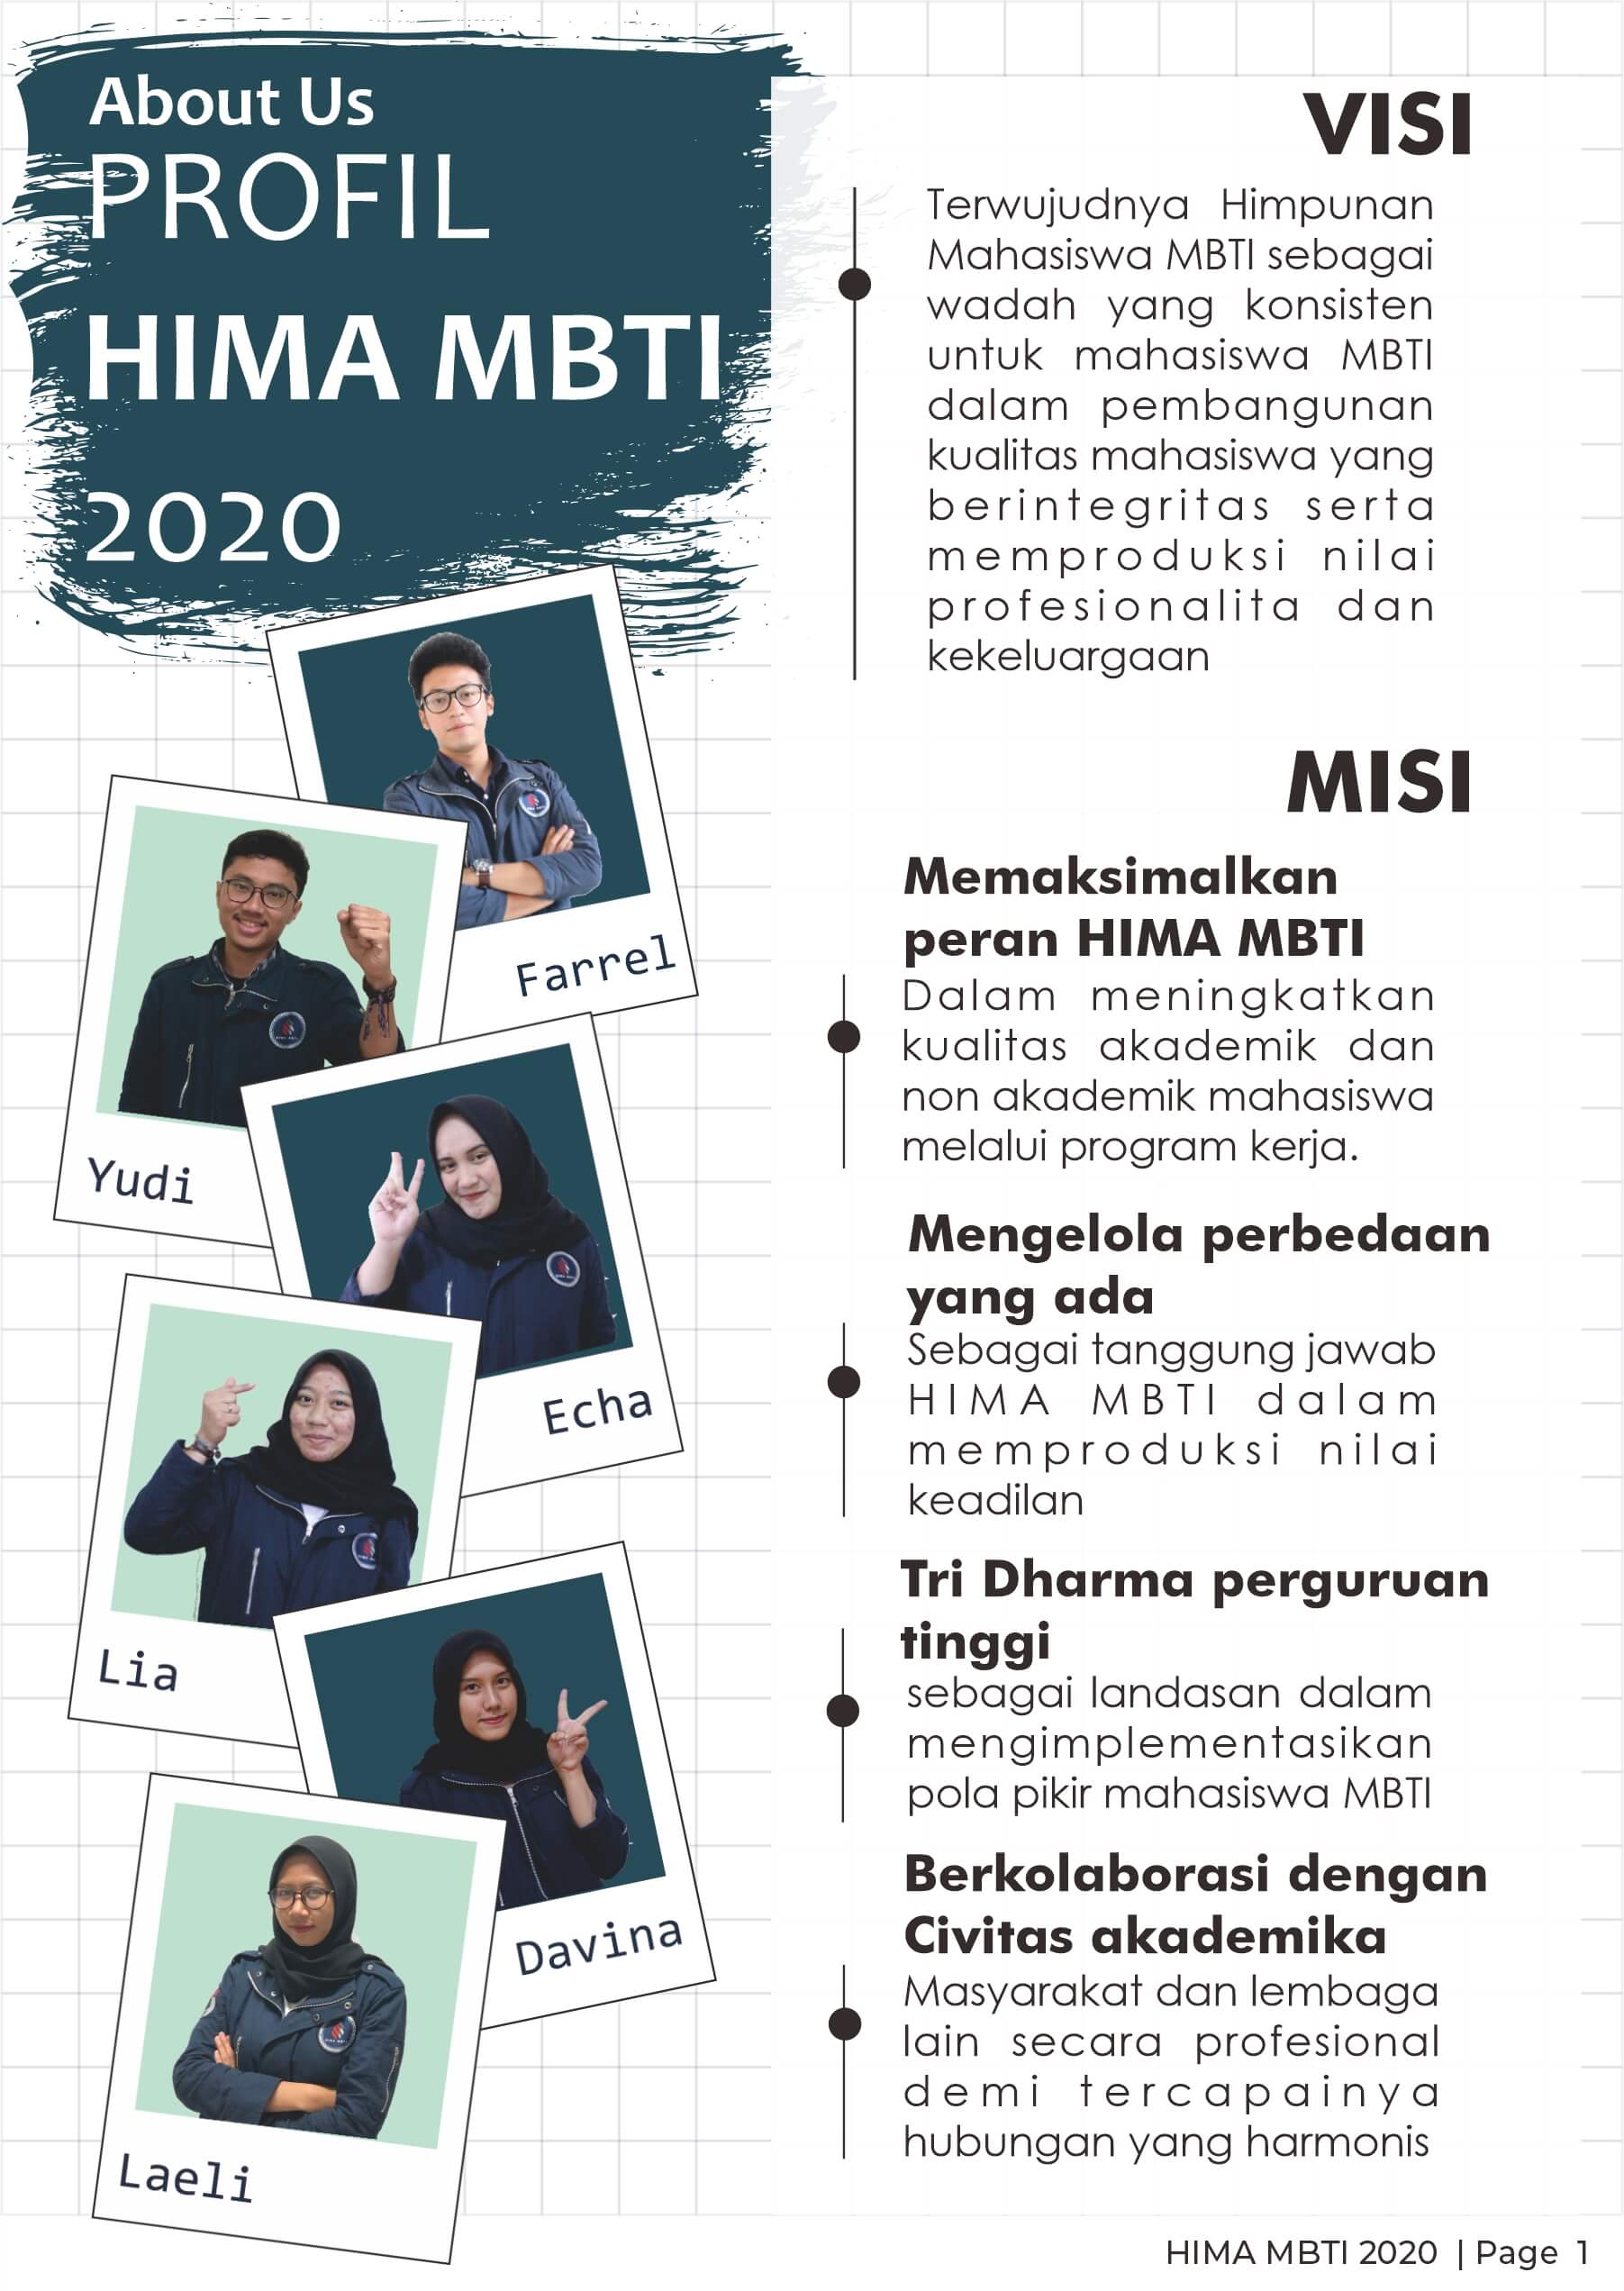 About Us
PROFIL
HIMA MBTI
2020
Farrel
Yudi
Echa
Lia
Davina
Laeli
VISI
Terwujudnya Himpunan
Mahasiswa MBTI sebagai
wadah yang konsisten
untuk mahasiswa MBTI
dalam pembangunan
kualitas mahasiswa yang
berintegritas serta
memproduksi nilai
profesionalita dan
kekeluargaan
MISI
Memaksimalkan
peran HIMA MBTI
Dalam meningkatkan
kualitas akademik dan
non akademik mahasiswa
melalui program kerja.
Mengelola perbedaan
yang ada
Sebagai tanggung jawab
HIMA MBTI dalam
memproduksi nilai
keadilan
Tri Dharma perguruan
tinggi
sebagai landasan dalam
mengimplementasikan
pola pikir mahasiswa MBTI
Berkolaborasi dengan
Civitas akademika
Masyarakat dan lembaga
lain secara profesional
demi tercapainya
hubungan yang harmonis
HIMA MBTI 2020 | Page 1